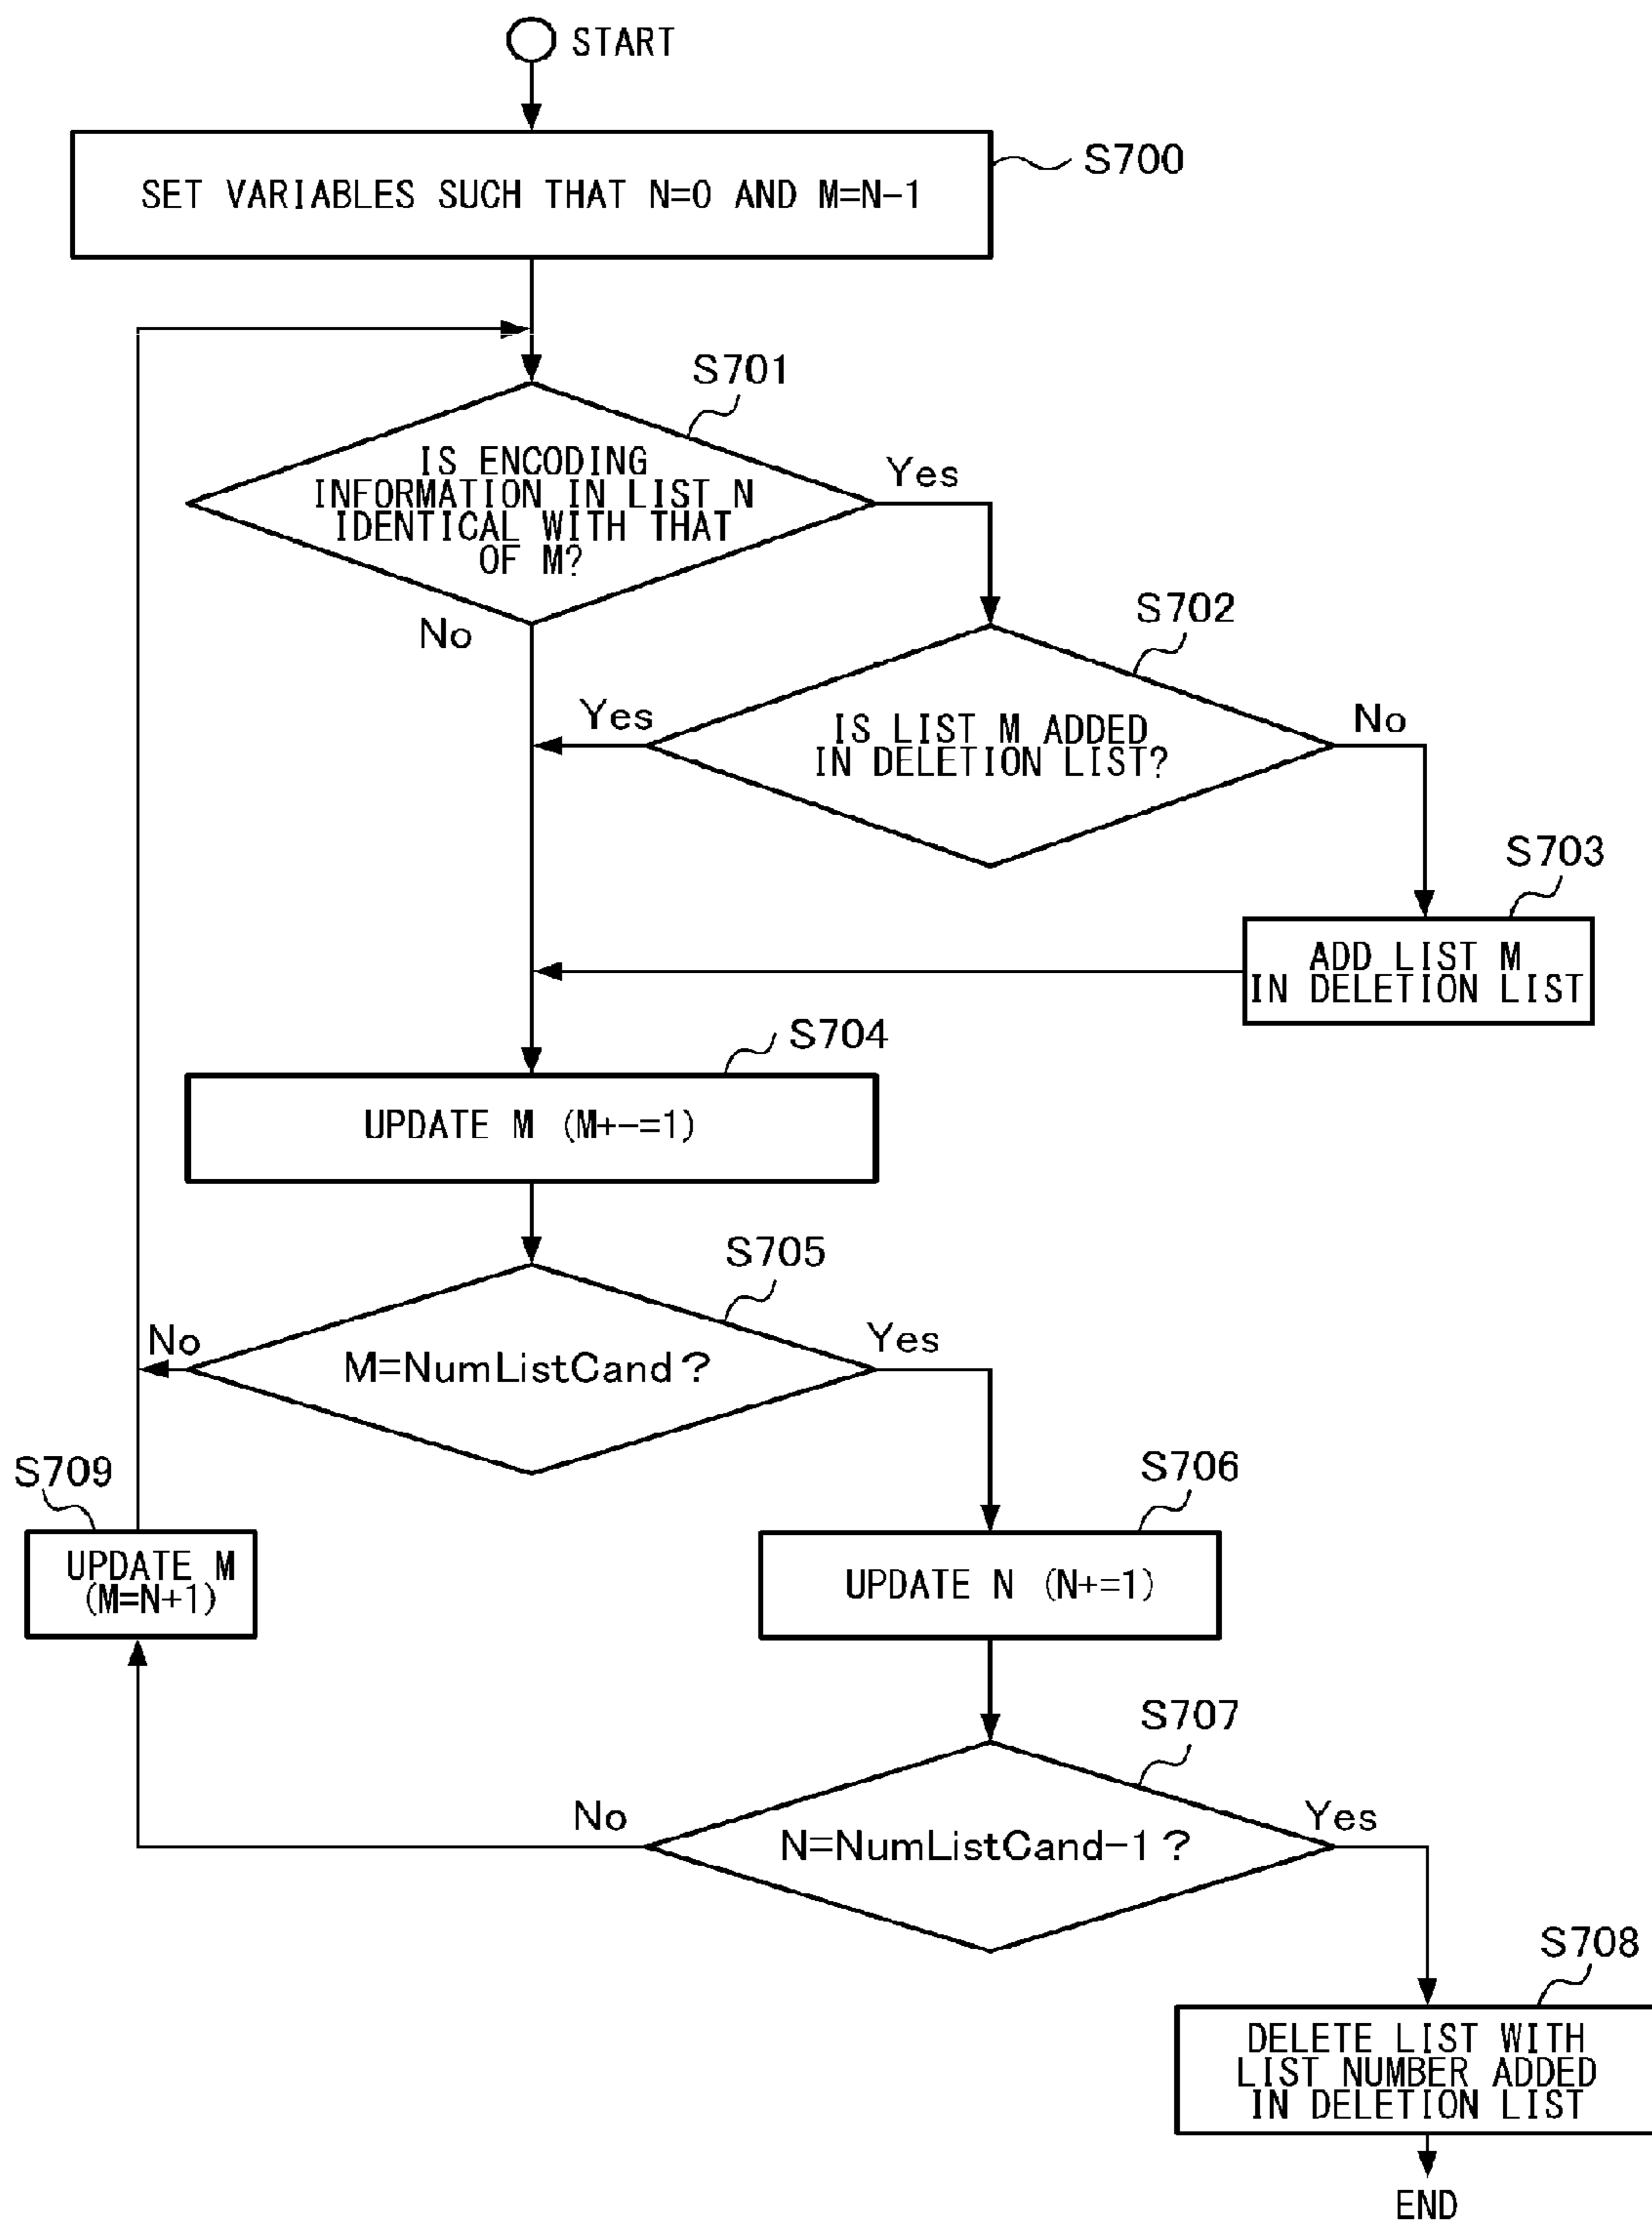 START
S700
SET VARIABLES SUCH THAT N=0 AND M=N-1
S701
IS ENCODING
INFORMATION IN LIST N
IDENTICAL WITH THAT
OF M?
Yes
No
S702
IS LIST M ADDED
IN DELETION LIST?
Yes
No
S703
ADD LIST M
IN DELETION LIST
S704
UPDATE M (M+-=1)
S705
M=NumListCand?
No
Yes
S709
UPDATE M
(M=N+1)
S706
UPDATE N (N+=1)
S707
N=NumListCand-1?
No
Yes
S708
DELETE LIST WITH
LIST NUMBER ADDED
IN DELETION LIST
END